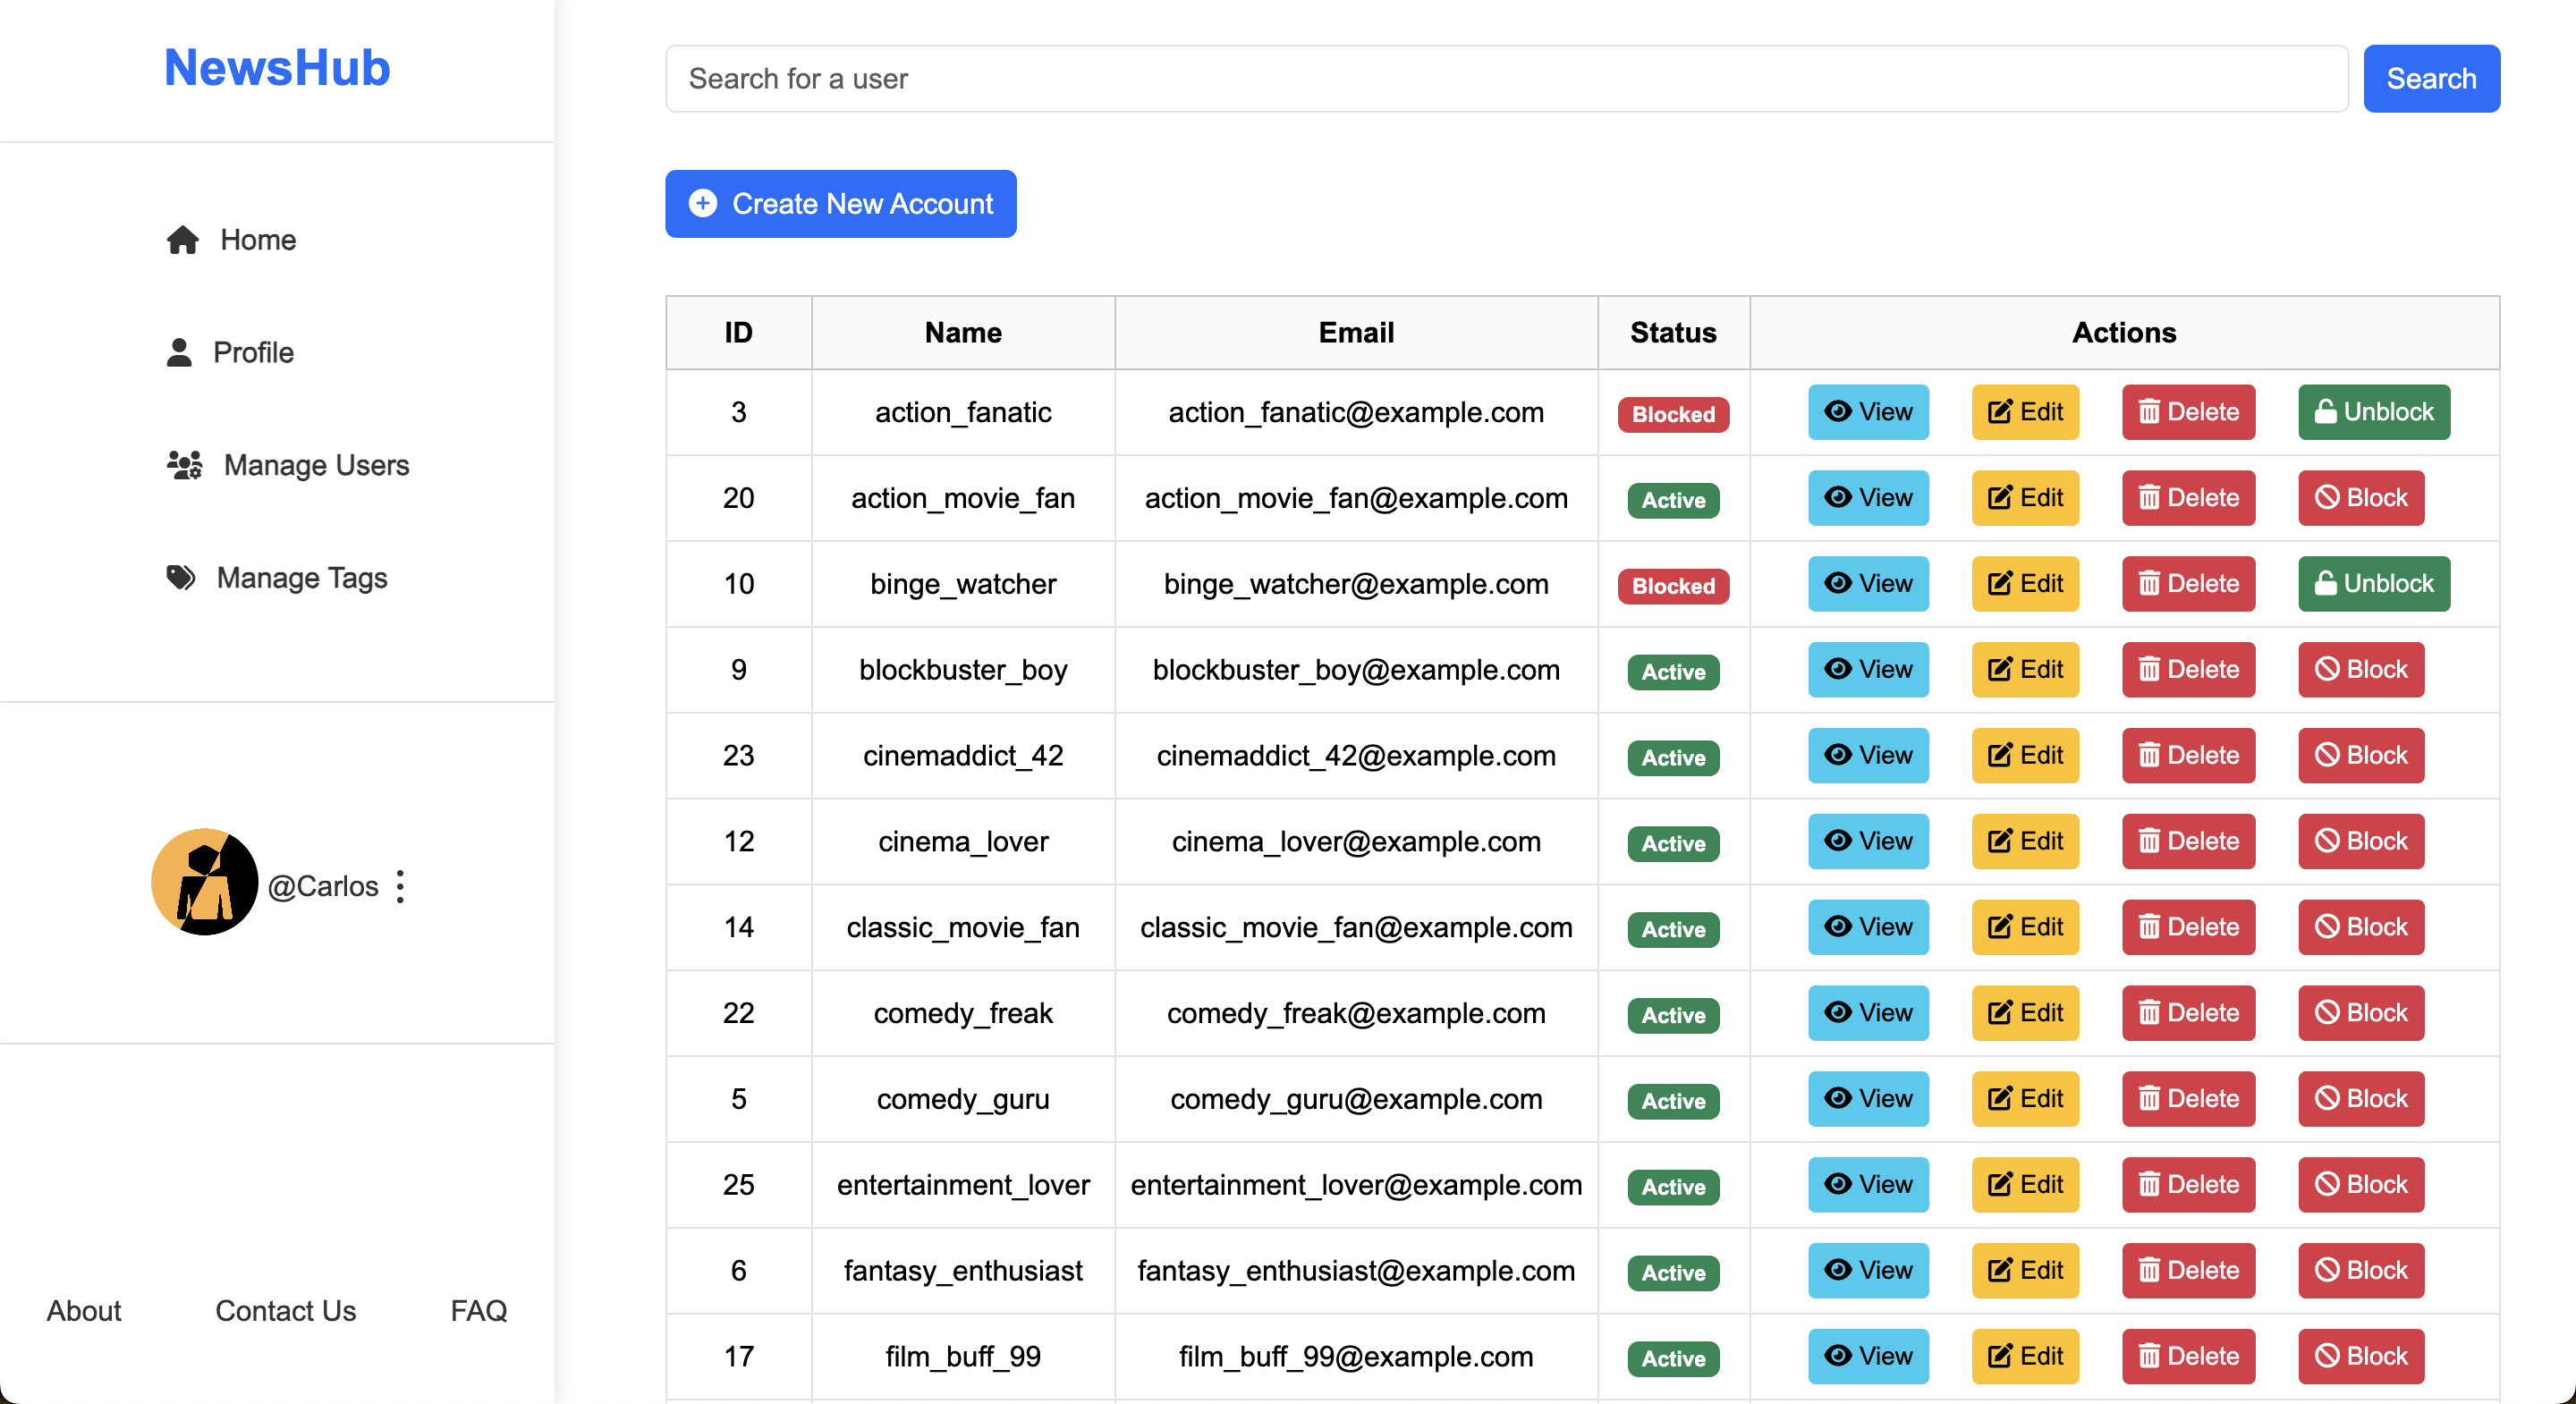 NewsHub
Home
Profile
Manage Users
Manage Tags
@Carlos
About Contact Us FAQ
Search for a user Search
Create New Account
ID Name Email Status Actions
3 action_fanatic action_fanatic@example.com Blocked View Edit Delete Unblock
20 action_movie_fan action_movie_fan@example.com Active View Edit Delete Block
10 binge_watcher binge_watcher@example.com Blocked View Edit Delete Unblock
9 blockbuster_boy blockbuster_boy@example.com Active View Edit Delete Block
23 cinemaddict_42 cinemaddict_42@example.com Active View Edit Delete Block
12 cinema_lover cinema_lover@example.com Active View Edit Delete Block
14 classic_movie_fan classic_movie_fan@example.com Active View Edit Delete Block
22 comedy_freak comedy_freak@example.com Active View Edit Delete Block
5 comedy_guru comedy_guru@example.com Active View Edit Delete Block
25 entertainment_lover entertainment_lover@example.com Active View Edit Delete Block
6 fantasy_enthusiast fantasy_enthusiast@example.com Active View Edit Delete Block
17 film_buff_99 film_buff_99@example.com Active View Edit Delete Block